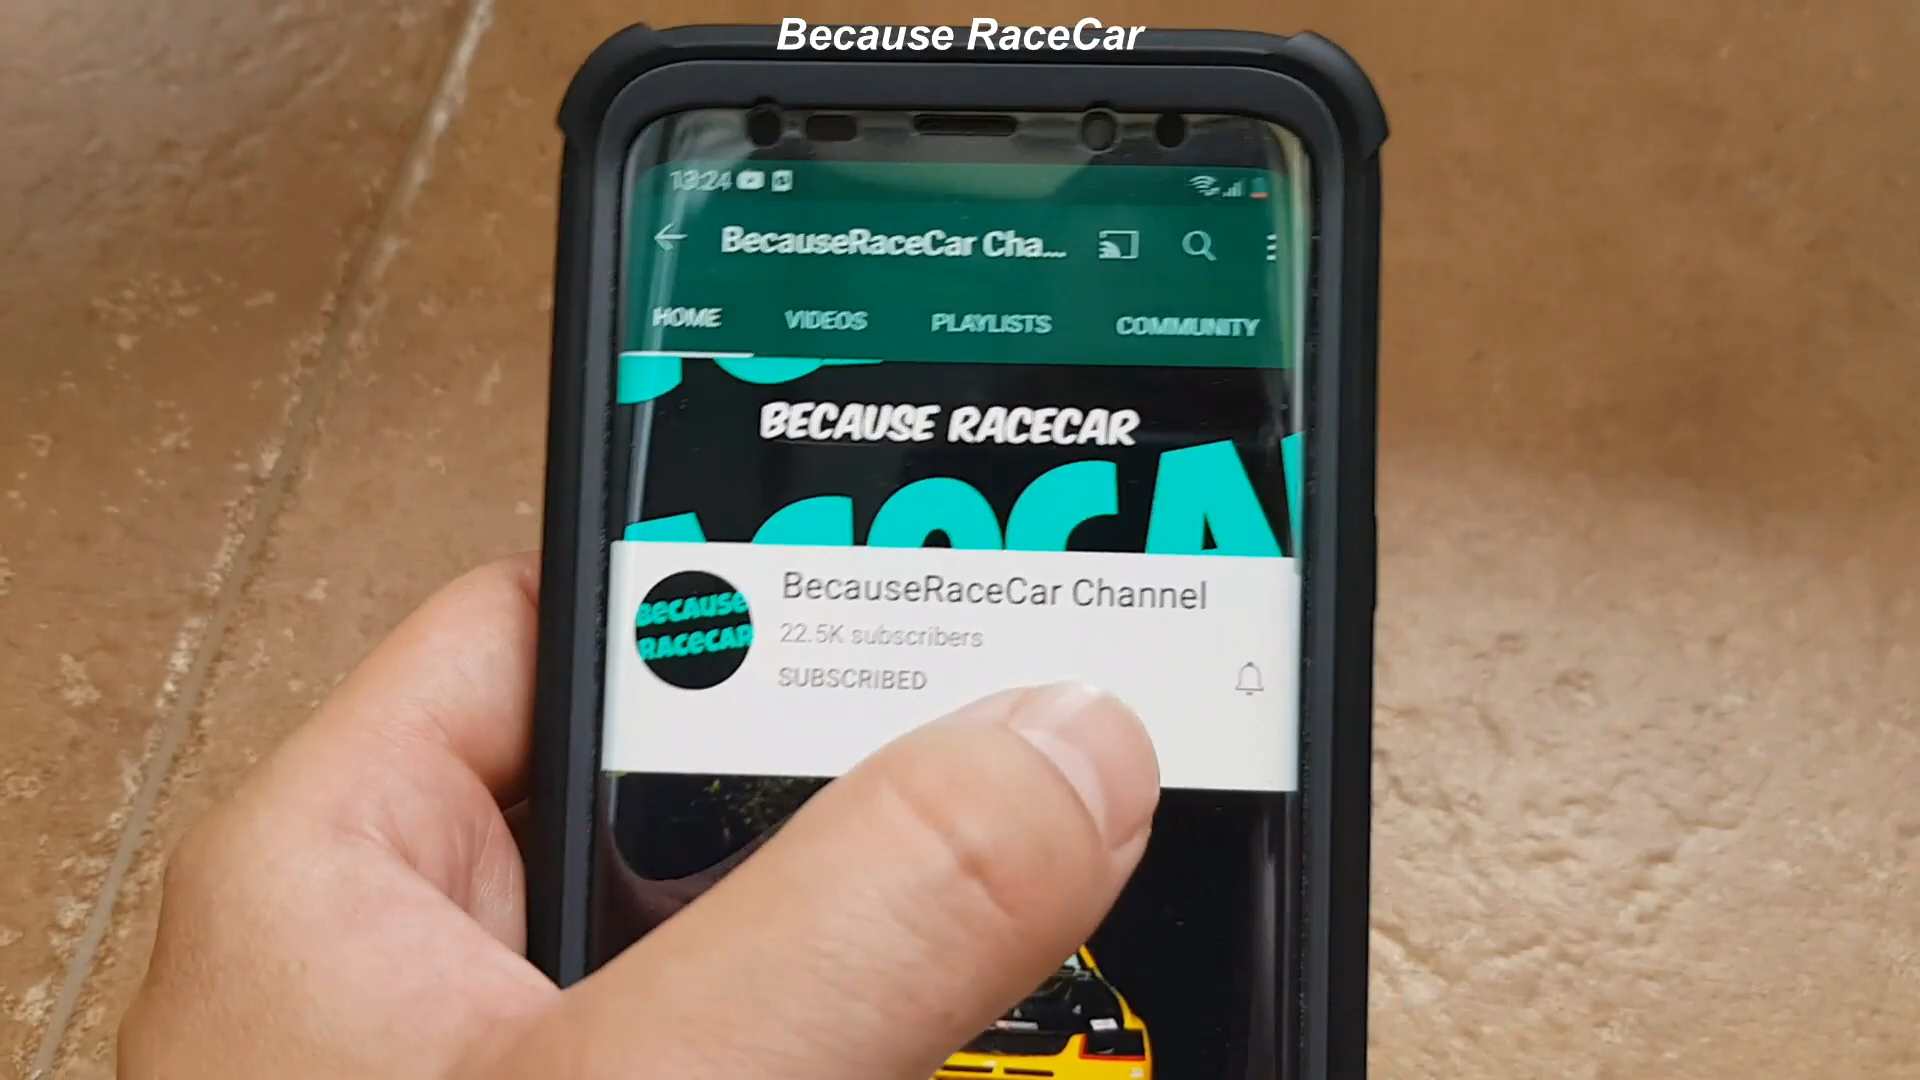 Because RaceCar
13:24
BecauseRaceCar Cha...
HOME VIDEOS PLAYLISTS COMMUNITY
BECAUSE RACECAR
BecauseRaceCar Channel
BECAUSE
RACECAR
22.5K subscribers
SUBSCRIBED